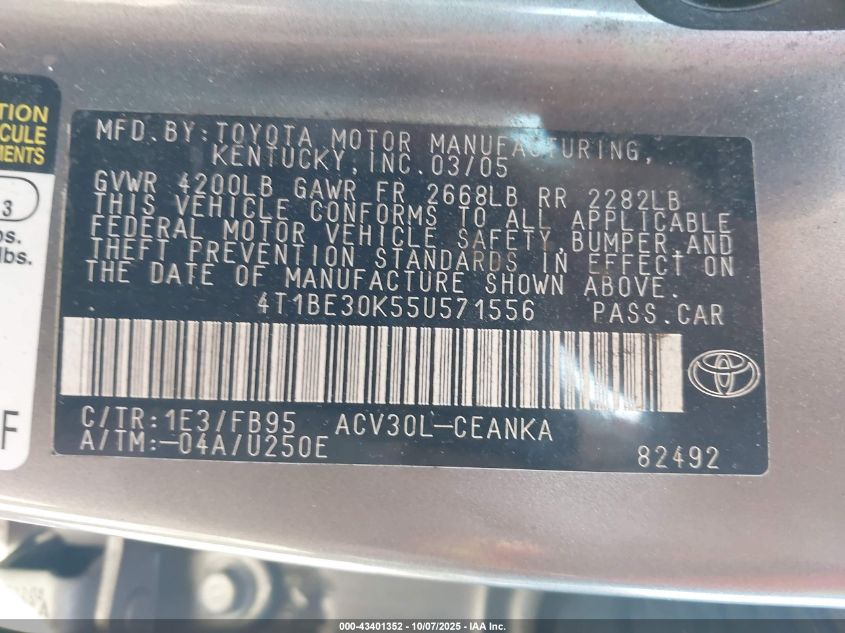 TION
ICULE
MENTS
3
os.
lbs.
F
MFD. BY: TOYOTA MOTOR MANUFACTURING,
KENTUCKY, INC. 03/05
GVWR 4200LB GAWR FR 2668LB RR 2282LB
THIS VEHICLE CONFORMS TO ALL APPLICABLE
FEDERAL MOTOR VEHICLE SAFETY, BUMPER, AND
THEFT PREVENTION STANDARDS IN EFFECT ON
THE DATE OF MANUFACTURE SHOWN ABOVE.
4T1BE30K55U571556 PASS.CAR
C/TR: 1E3/FB95 ACV30L-CEANKA
A/TM:-04A/U250E
82492
000-43401352 | 10/07/2025 - IAA Inc.